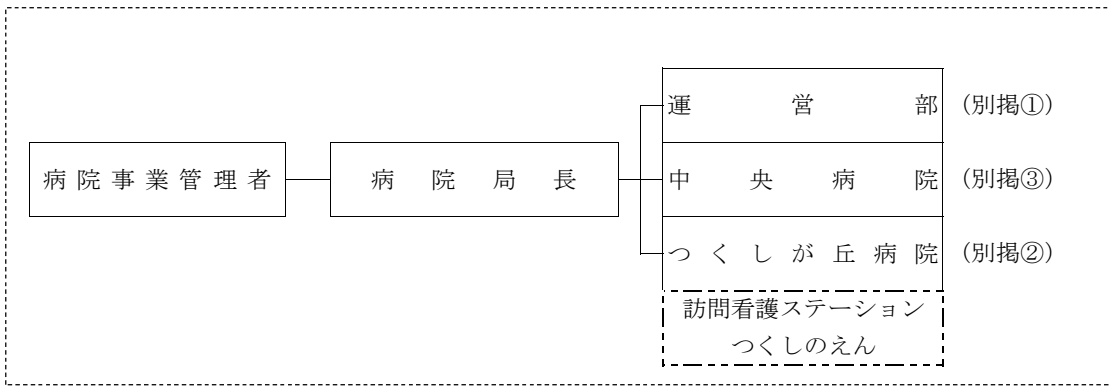 運営部 (別掲①)
病院事業管理者 病院局長 中央病院 (別掲③)
つくしが丘病院 (別掲②)
訪問看護ステーション
つくしのえん